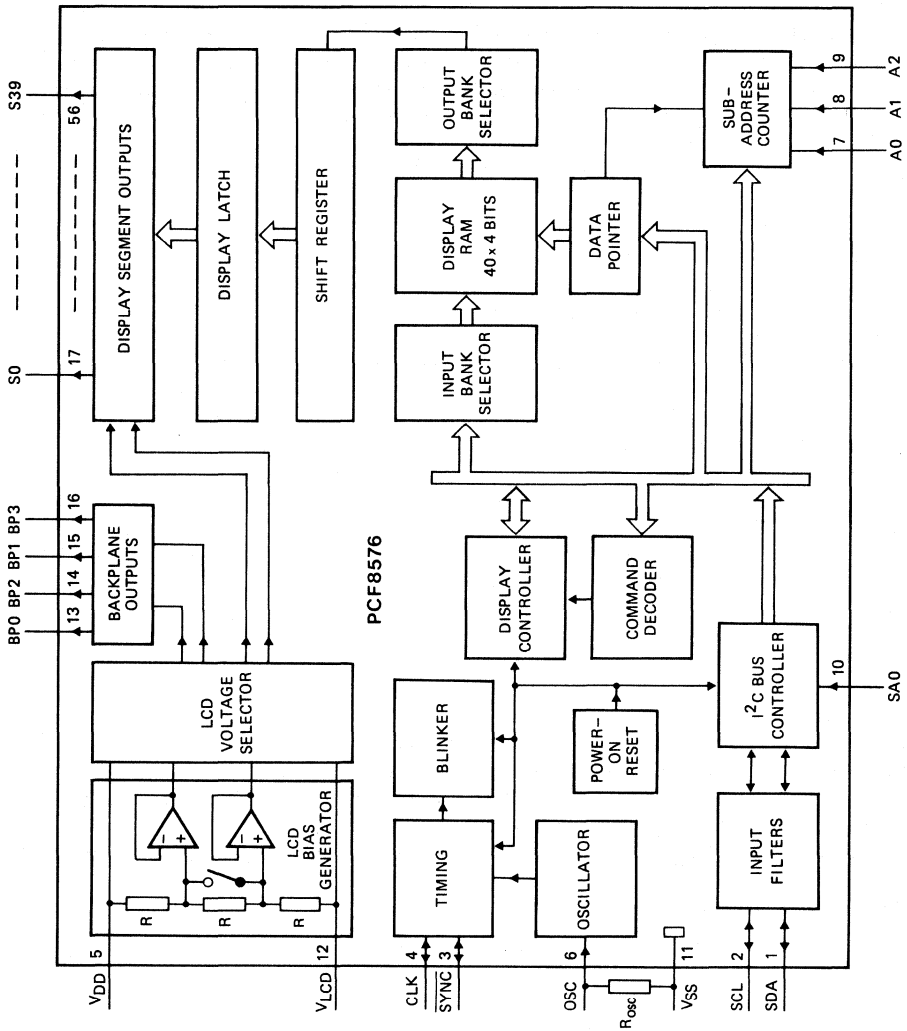 BP0 BP2 BP1 BP3
S0
S39
13
14
15
16
17
56
VDD
5
R
R
R
LCD
BIAS
GENERATOR
VLCD
12
LCD
VOLTAGE
SELECTOR
BACKPLANE
OUTPUTS
DISPLAY SEGMENT OUTPUTS
DISPLAY LATCH
SHIFT REGISTER
PCF8576
CLK
4
SYNC
3
TIMING
BLINKER
DISPLAY
CONTROLLER
INPUT
BANK
SELECTOR
DISPLAY
RAM
40 x 4 BITS
OUTPUT
BANK
SELECTOR
OSC
6
OSCILLATOR
POWER-
ON
RESET
COMMAND
DECODER
DATA
POINTER
ROSC
VSS
11
SCL
2
SDA
1
INPUT
FILTERS
I2C BUS
CONTROLLER
SUB-
ADDRESS
COUNTER
10
7
8
9
SA0
A0
A1
A2